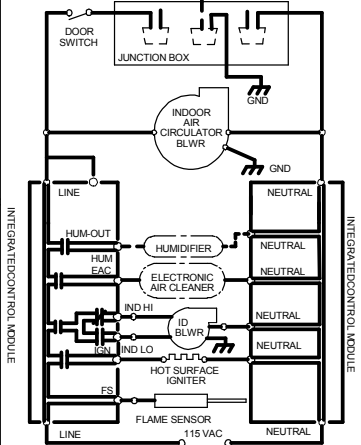 DOOR
SWITCH
JUNCTION BOX
GND
INDOOR
AIR
CIRCULATOR
BLWR
GND
LINE
NEUTRAL
INTEGRATEDCONTROL MODULE
INTEGRATEDCONTROL MODULE
HUM-OUT
HUMIDIFIER
NEUTRAL
HUM
EAC
ELECTRONIC
AIR CLEANER
NEUTRAL
IND HI
ID
BLWR
NEUTRAL
IGN
IND LO
NEUTRAL
HOT SURFACE
IGNITER
FS
FLAME SENSOR
LINE
115 VAC
NEUTRAL